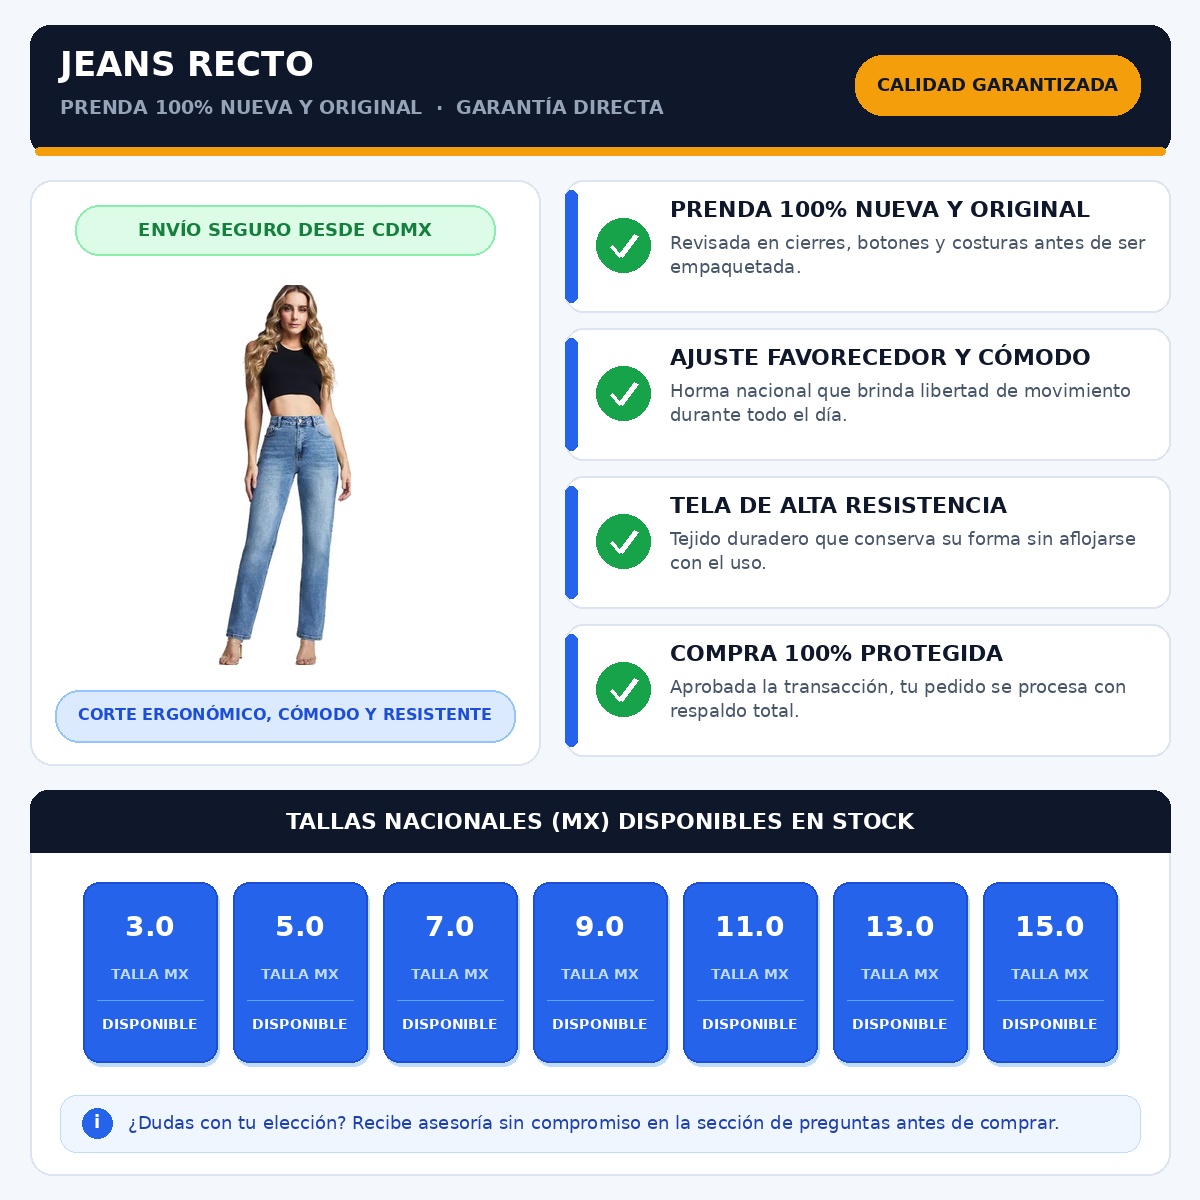 JEANS RECTO
PRENDA 100% NUEVA Y ORIGINAL · GARANTÍA DIRECTA
CALIDAD GARANTIZADA
ENVÍO SEGURO DESDE CDMX
CORTE ERGONÓMICO, CÓMODO Y RESISTENTE
PRENDA 100% NUEVA Y ORIGINAL
Revisada en cierres, botones y costuras antes de ser
empaquetada.
AJUSTE FAVORECEDOR Y CÓMODO
Horma nacional que brinda libertad de movimiento
durante todo el día.
TELA DE ALTA RESISTENCIA
Tejido duradero que conserva su forma sin aflojarse
con el uso.
COMPRA 100% PROTEGIDA
Aprobada la transacción, tu pedido se procesa con
respaldo total.
TALLAS NACIONALES (MX) DISPONIBLES EN STOCK
3.0
TALLA MX
DISPONIBLE
5.0
TALLA MX
DISPONIBLE
7.0
TALLA MX
DISPONIBLE
9.0
TALLA MX
DISPONIBLE
11.0
TALLA MX
DISPONIBLE
13.0
TALLA MX
DISPONIBLE
15.0
TALLA MX
DISPONIBLE
i ¿Dudas con tu elección? Recibe asesoría sin compromiso en la sección de preguntas antes de comprar.